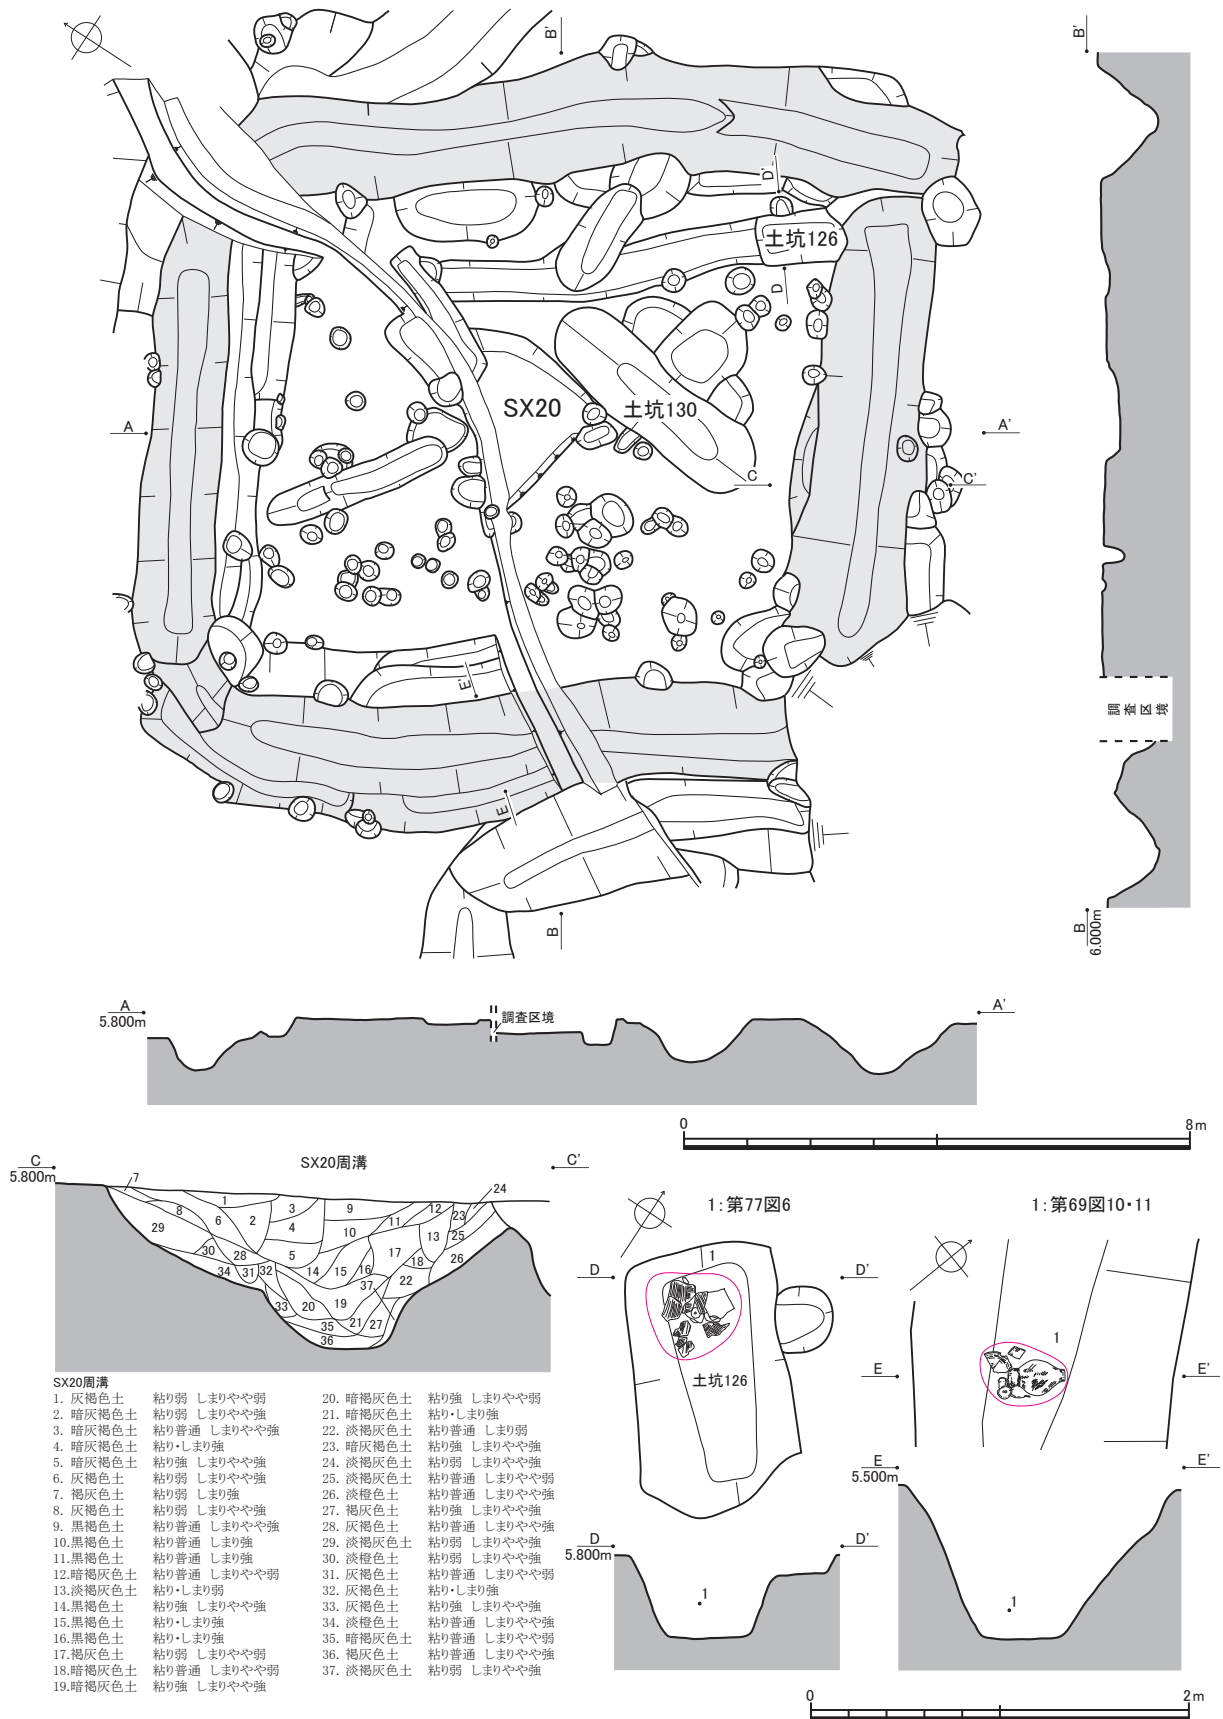 B'
B'
D'
土坑126
D
A
A'
SX20
土坑130
C
C'
E'
E
B
調査区境
B
6.000m
A
5.800m
調査区境
A'
0
8m
C
5.800m
SX20周溝
C'
7
24
1
3
9
12
23
8
6
2
4
11
29
10
13
25
30
28
5
17
18
26
34
31
32
14
15
16
37
22
33
20
19
35
21
27
36
1:第77図6
1
D
D'
土坑126
D
5.800m
D'
1
1:第69図10・11
1
E
E'
E
5.500m
E'
1
0
2m
SX20周溝
1. 灰褐色土 粘り弱 しまりやや弱
2. 暗灰褐色土 粘り弱 しまりやや強
3. 暗灰褐色土 粘り普通 しまりやや強
4. 暗灰褐色土 粘り・しまり強
5. 暗灰褐色土 粘り強 しまりやや強
6. 灰褐色土 粘り弱 しまりやや強
7. 褐灰色土 粘り弱 しまり強
8. 灰褐色土 粘り弱 しまりやや強
9. 黒褐色土 粘り普通 しまりやや強
10.黒褐色土 粘り普通 しまり強
11.黒褐色土 粘り普通 しまり強
12.暗褐灰色土 粘り普通 しまりやや弱
13.淡褐灰色土 粘り・しまり弱
14.黒褐色土 粘り強 しまりやや強
15.黒褐色土 粘り・しまり強
16.黒褐色土 粘り・しまり強
17.褐灰色土 粘り弱 しまりやや弱
18.暗褐灰色土 粘り普通 しまりやや弱
19.暗褐灰色土 粘り強 しまりやや強
20. 暗褐灰色土 粘り強 しまりやや弱
21. 暗褐灰色土 粘り・しまり強
22. 淡褐灰色土 粘り普通 しまり弱
23. 暗灰褐色土 粘り強 しまりやや強
24. 淡褐灰色土 粘り弱 しまりやや強
25. 淡褐灰色土 粘り普通 しまりやや弱
26. 淡橙色土 粘り普通 しまりやや強
27. 褐灰色土 粘り強 しまりやや強
28. 灰褐色土 粘り普通 しまりやや強
29. 淡褐灰色土 粘り弱 しまりやや強
30. 淡橙色土 粘り弱 しまりやや強
31. 灰褐色土 粘り普通 しまりやや弱
32. 灰褐色土 粘り・しまり強
33. 灰褐色土 粘り強 しまりやや強
34. 淡橙色土 粘り普通 しまりやや強
35. 暗褐灰色土 粘り普通 しまりやや弱
36. 褐灰色土 粘り普通 しまりやや強
37. 淡褐灰色土 粘り弱 しまりやや強